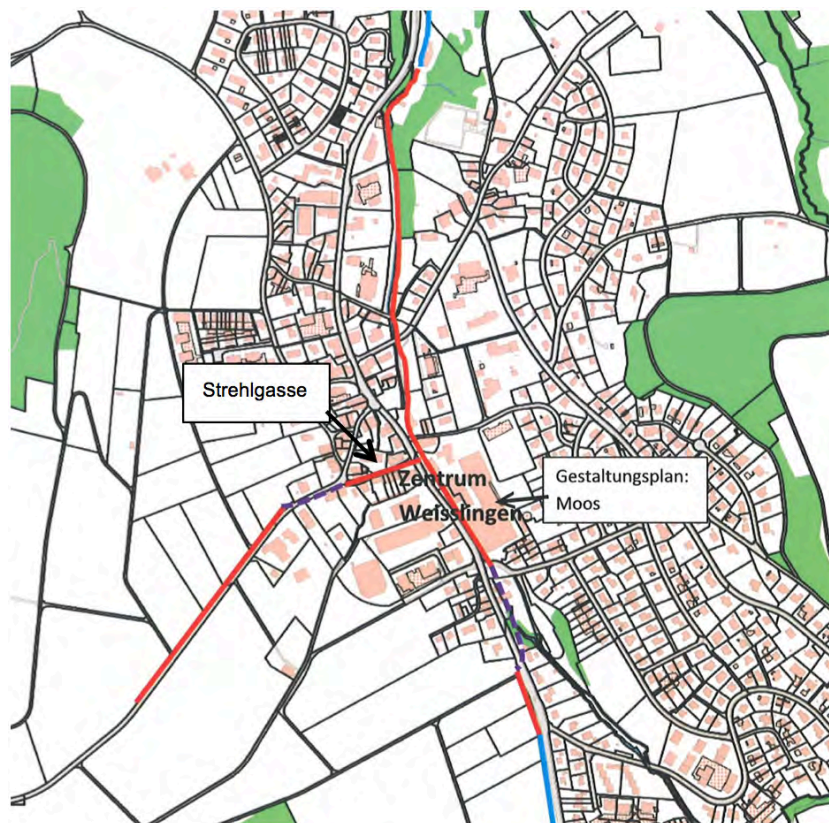 Strehlgasse
Zentrum
Weisslingen
Gestaltungsplan:
Moos